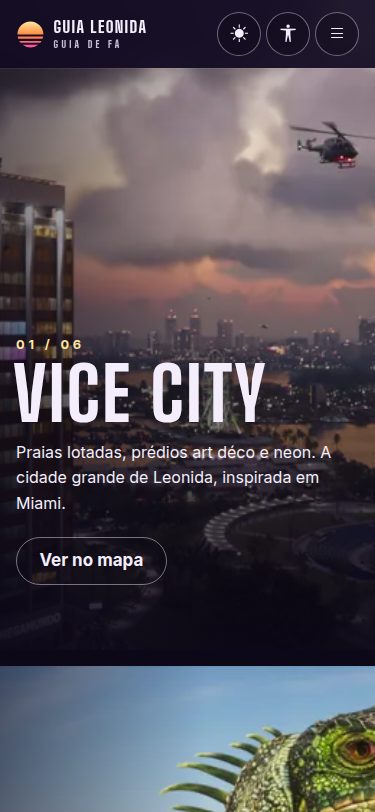 GUIA LEONIDA
GUIA DE FÃ
01 / 06
VICE CITY
Praias lotadas, prédios art déco e neon. A
cidade grande de Leonida, inspirada em
Miami.
Ver no mapa